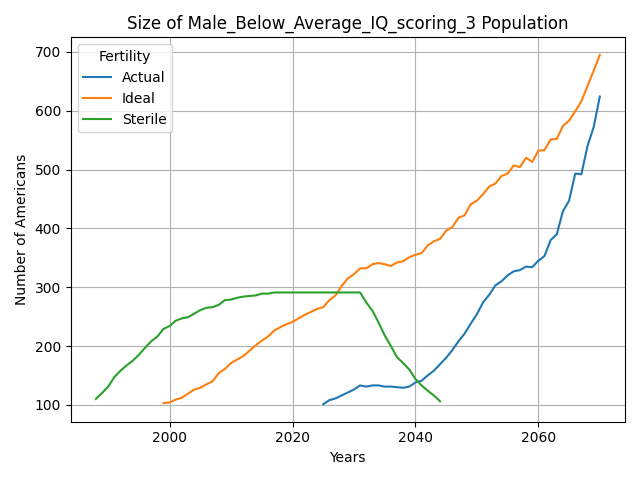 Size of Male_Below_Average_IQ_scoring_3 Population
Fertility
Actual
Ideal
Sterile
Number of Americans
700
600
500
400
300
200
100
2000 2020 2040 2060
Years